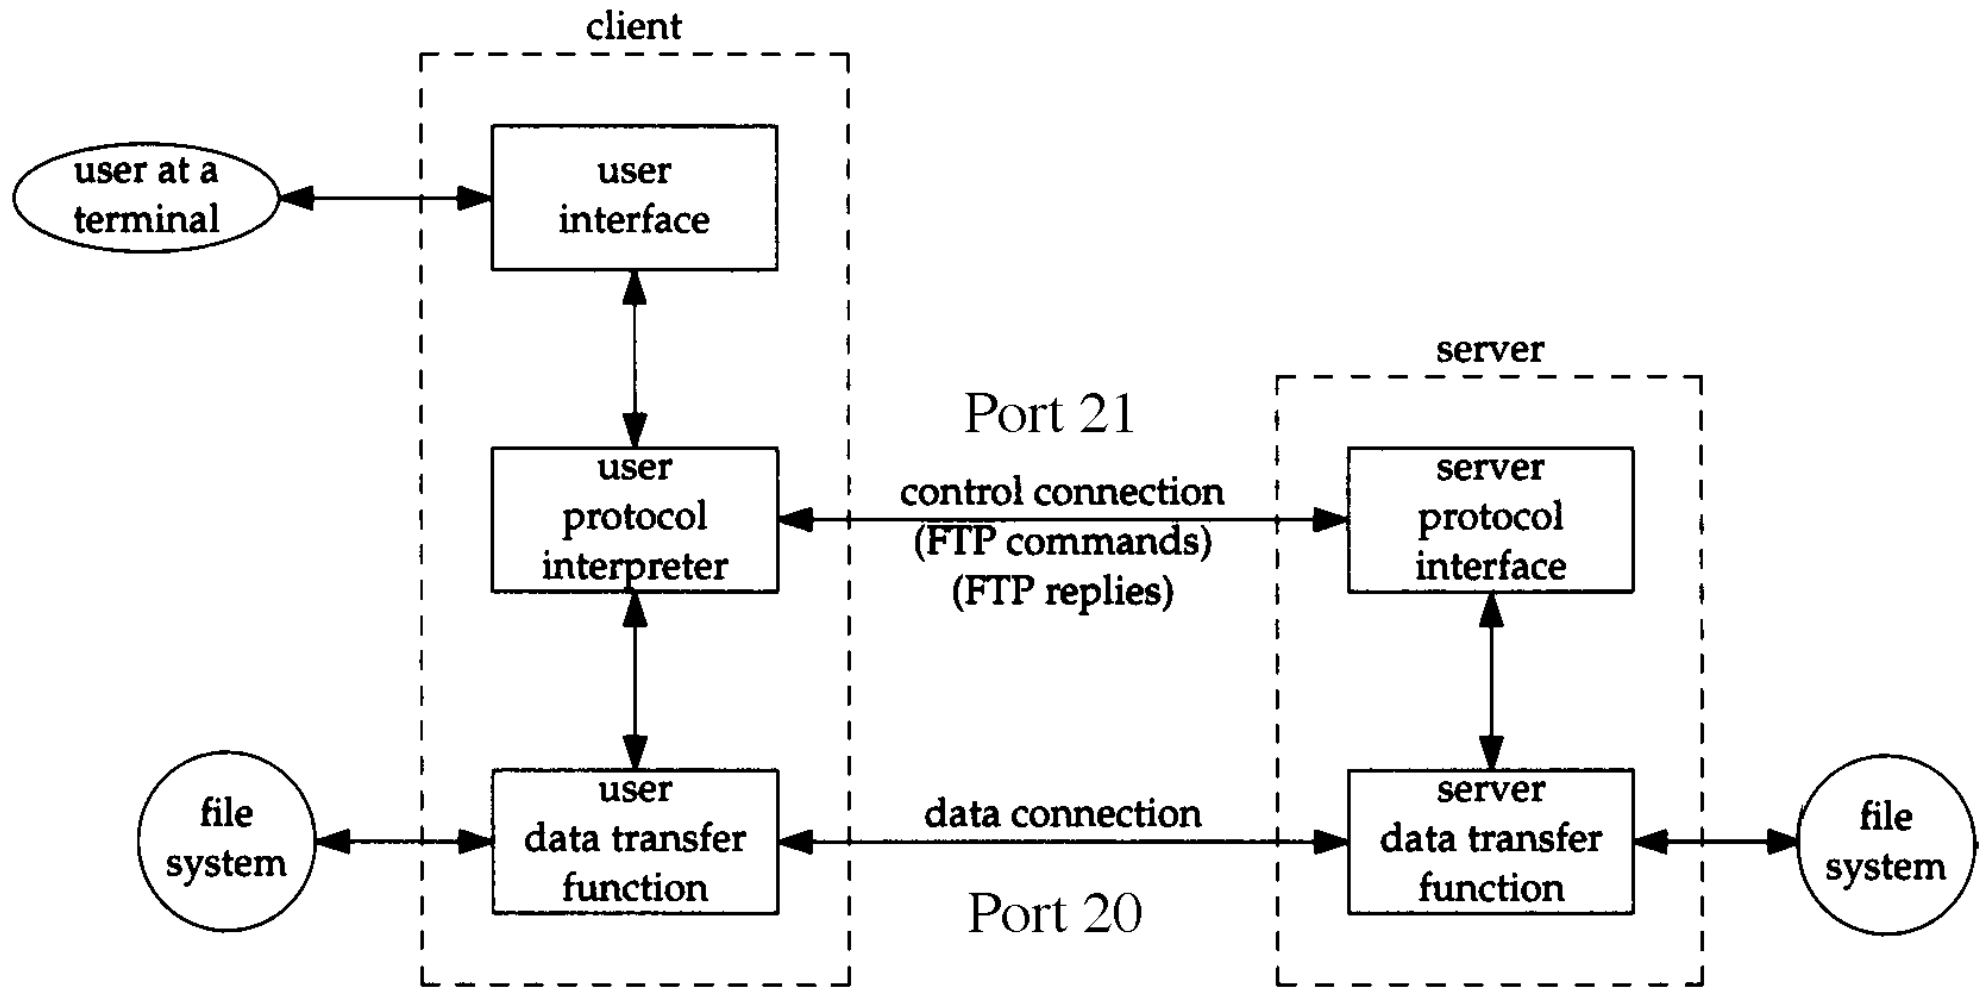 client
user at a
terminal
user
interface
server
Port 21
user
protocol
interpreter
control connection
(FTP commands)
(FTP replies)
server
protocol
interface
file
system
user
data transfer
function
data connection
Port 20
server
data transfer
function
file
system